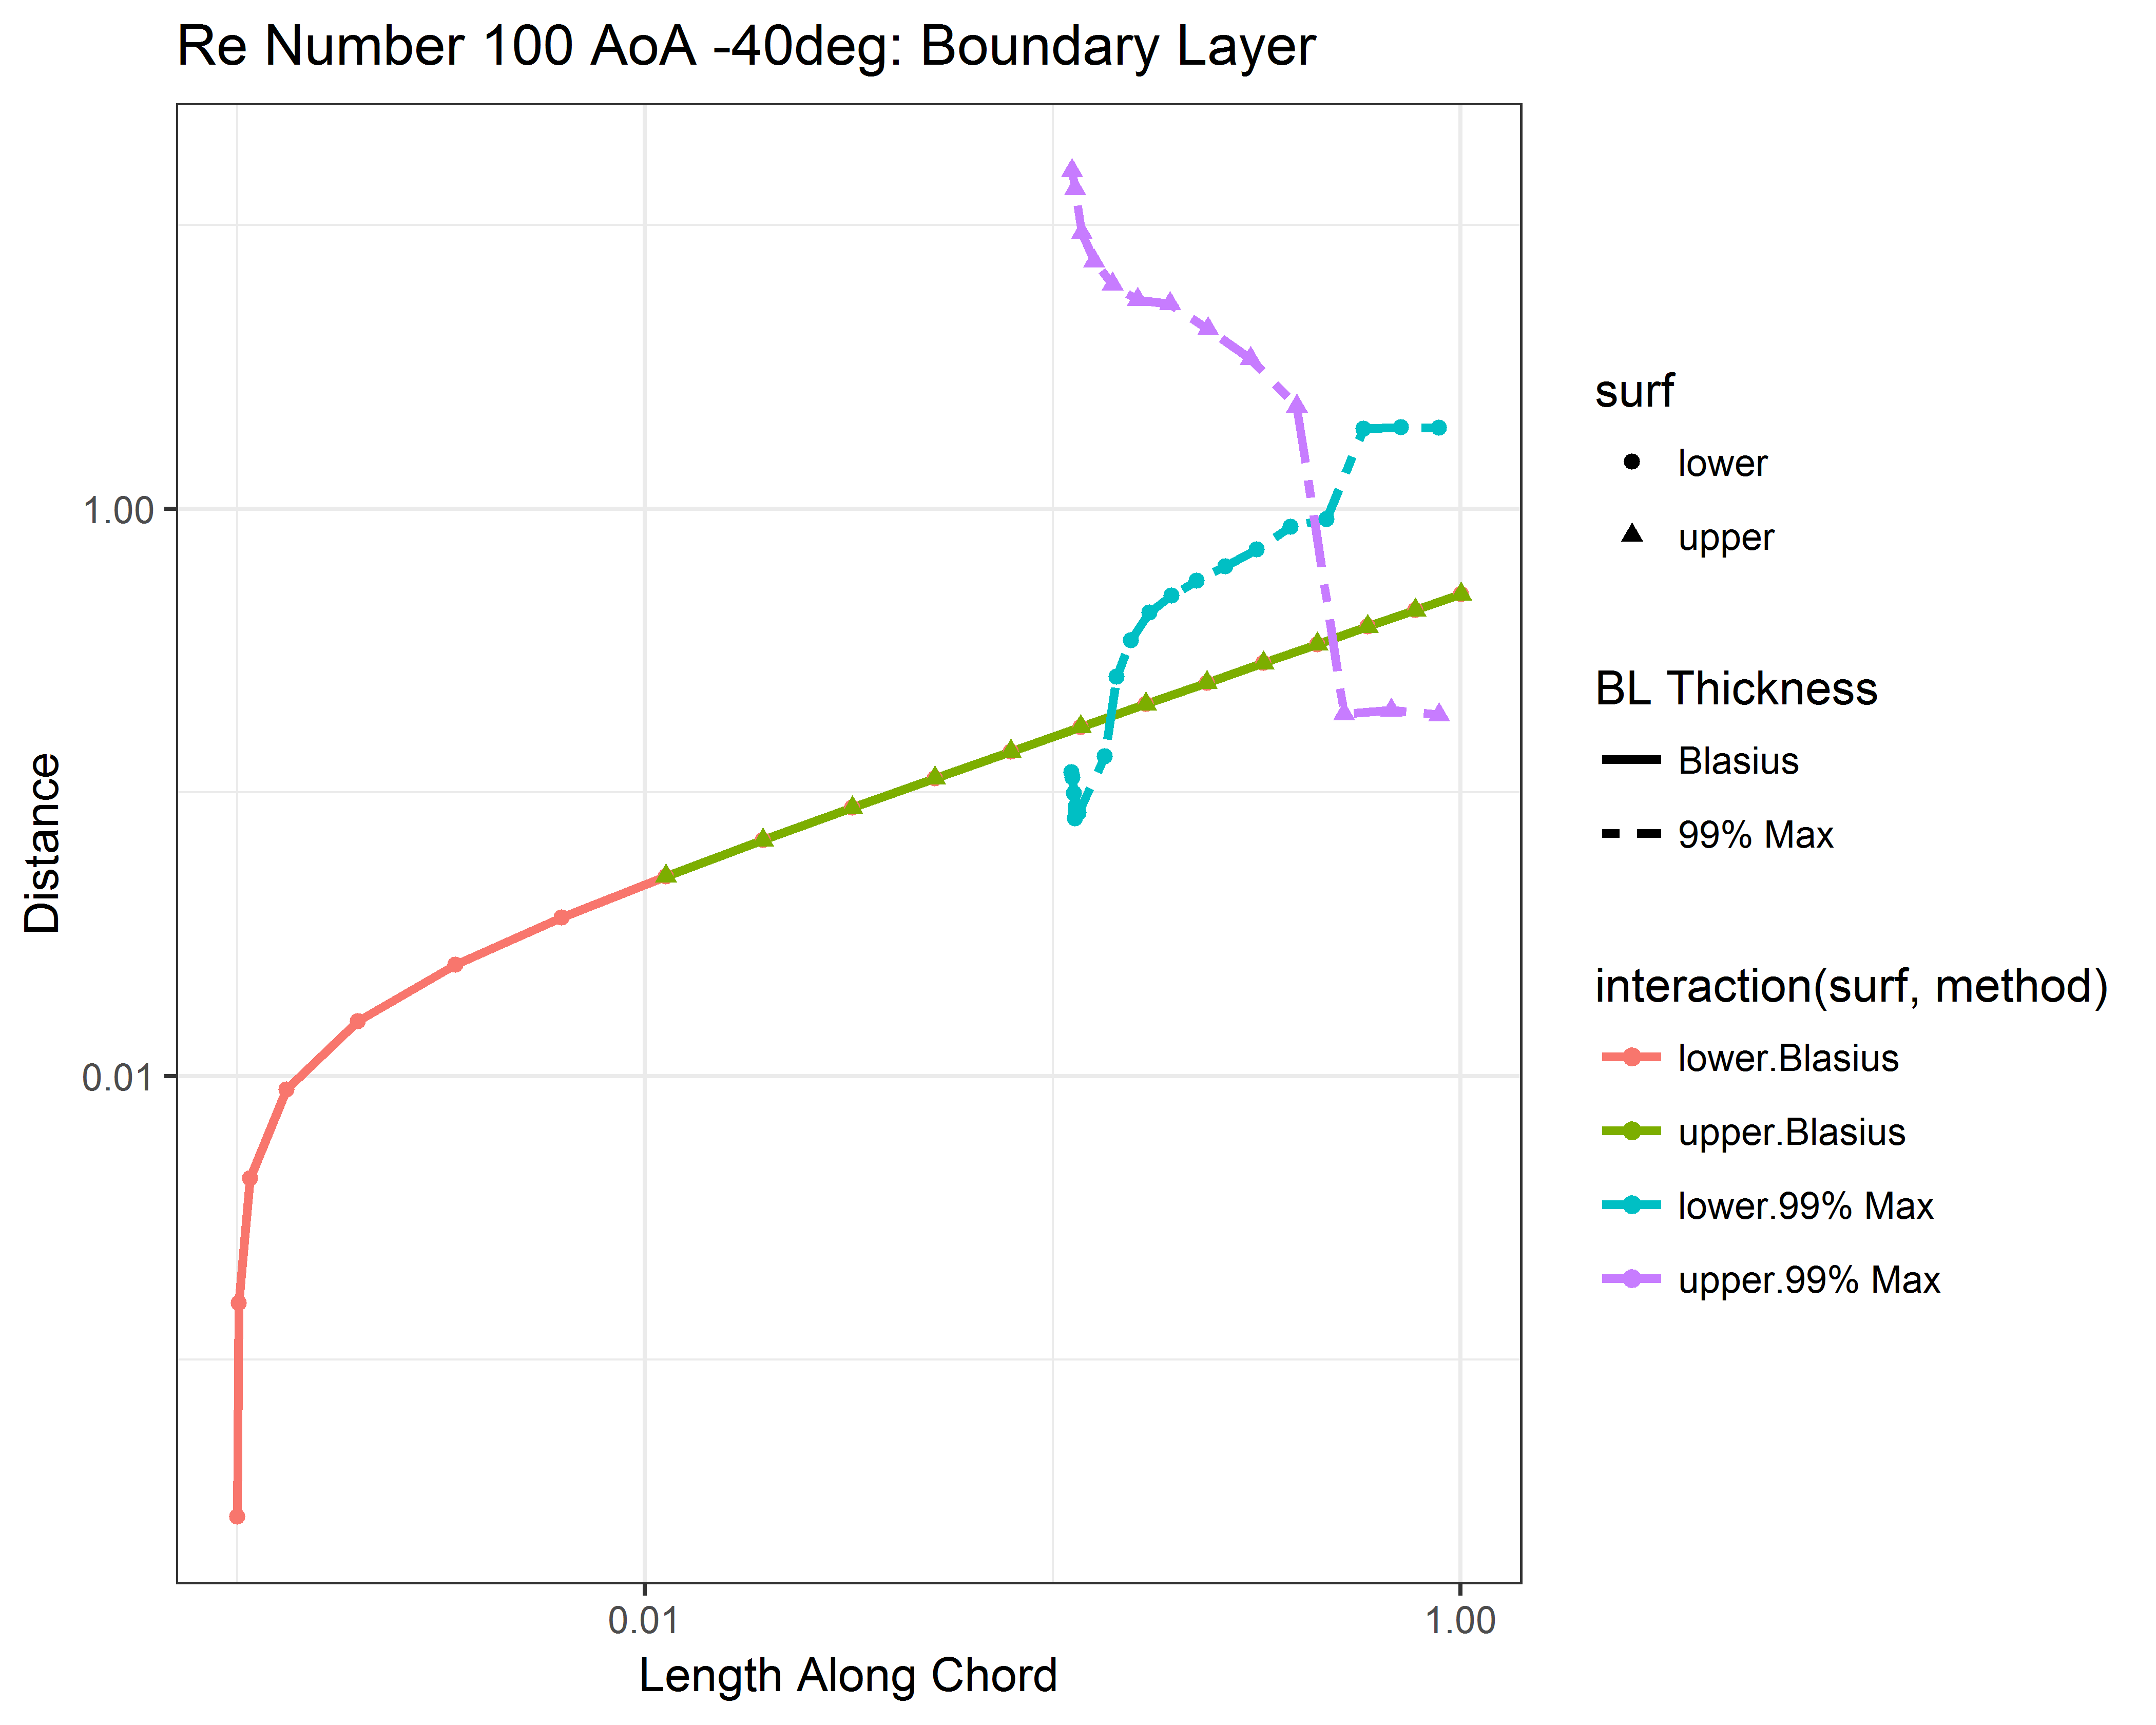 Re Number 100 AoA -40deg: Boundary Layer
Distance
1.00
0.01
0.01
1.00
Length Along Chord
surf
lower
upper
BL Thickness
Blasius
99% Max
interaction(surf, method)
lower.Blasius
upper.Blasius
lower.99% Max
upper.99% Max